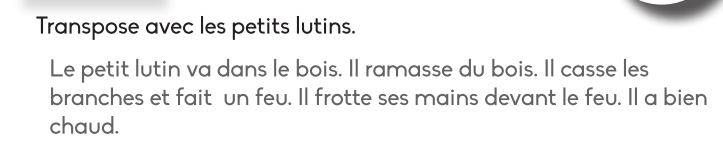 Transpose avec les petits lutins.
Le petit lutin va dans le bois. Il ramasse du bois. Il casse les
branches et fait  un feu. Il frotte ses mains devant le feu. Il a bien
chaud.